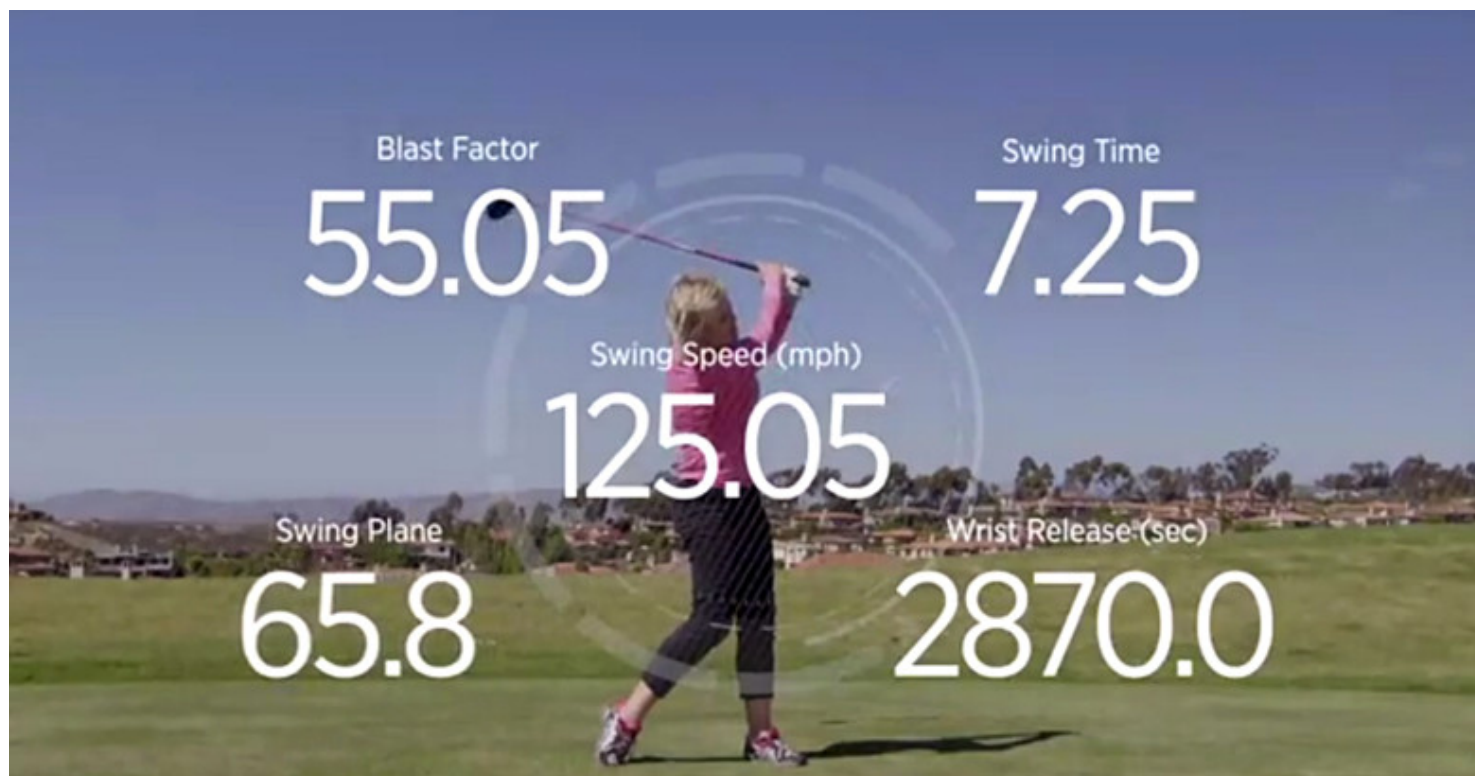 Blast Factor
55.05
Swing Time
7.25
Swing Speed (mph)
125.05
Swing Plane
65.8
Wrist Release (sec)
2870.0